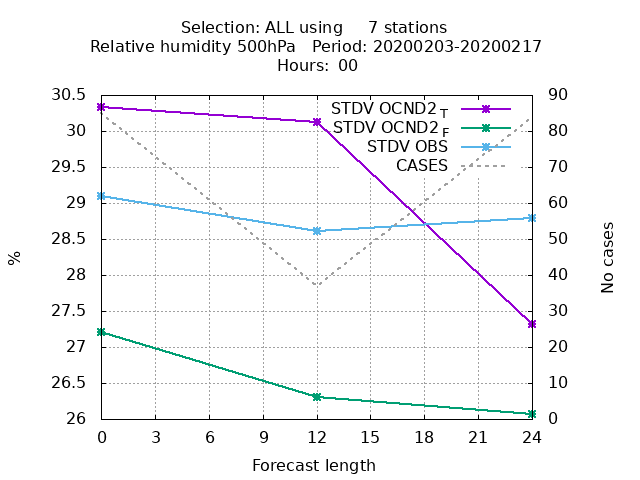 Selection: ALL using     7 stations
Relative humidity 500hPa   Period: 20200203-20200217
Hours:  00
30.5
30
29.5
29
28.5
28
27.5
27
26.5
26
%
STDV OCND2 T
STDV OCND2 F
STDV OBS
CASES
90
80
70
60
50
40
30
20
10
0
No cases
0 3 6 9 12 15 18 21 24
Forecast length